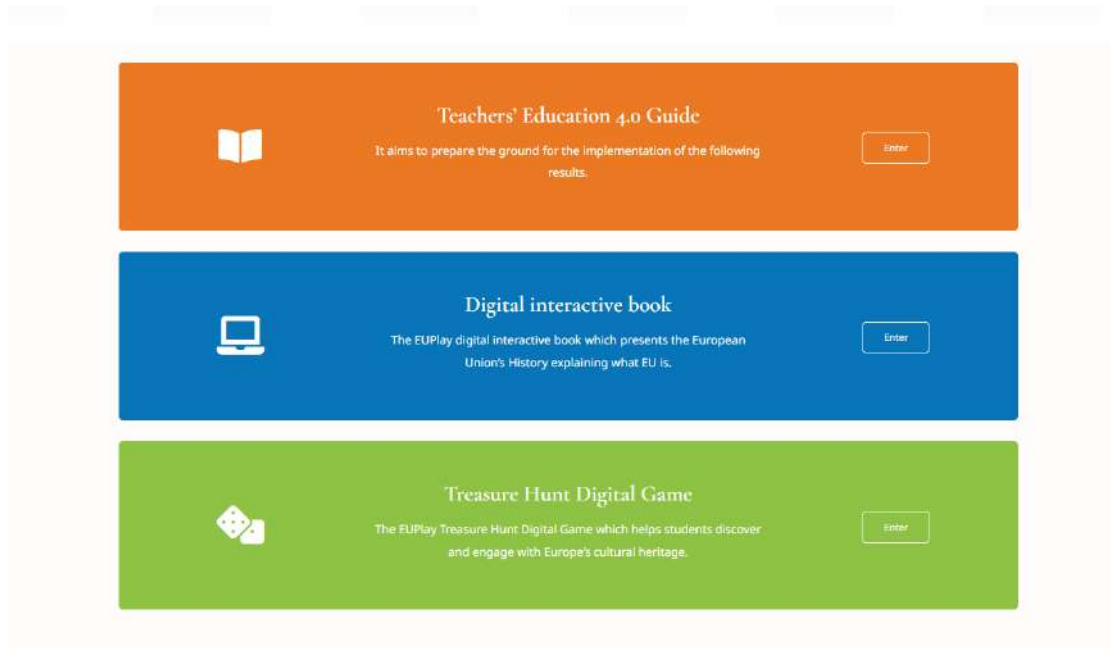 Teachers' Education 4.0 Guide
It aims to prepare the ground for the implementation of the following
results.
Enter
Digital interactive book
The EUPlay digital interactive book which presents the European
Union's History explaining what EU is.
Enter
Treasure Hunt Digital Game
The EUPlay Treasure Hunt Digital Game which helps students discover
and engage with Europe's cultural heritage.
Enter